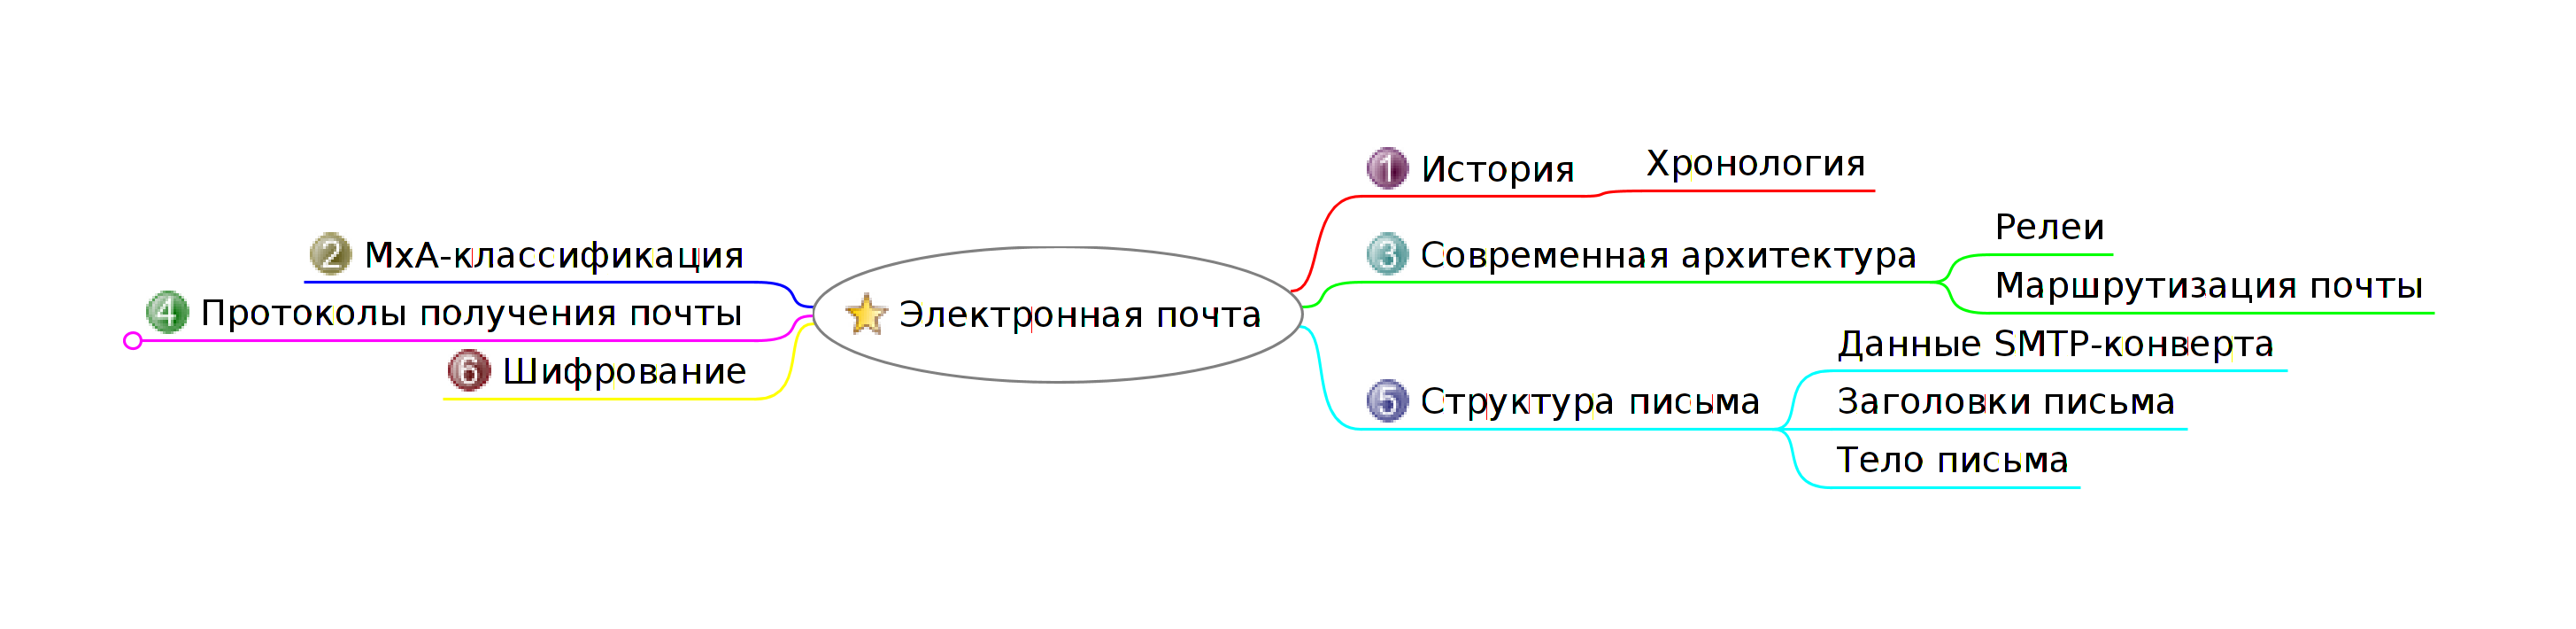 1 История
Хронология
2 МхА-классификация
3 Современная архитектура
Релеи
Маршрутизация почты
4 Протоколы получения почты
Электронная почта
Данные SMTP-конверта
6 Шифрование
5 Структура письма
Заголовки письма
Тело письма